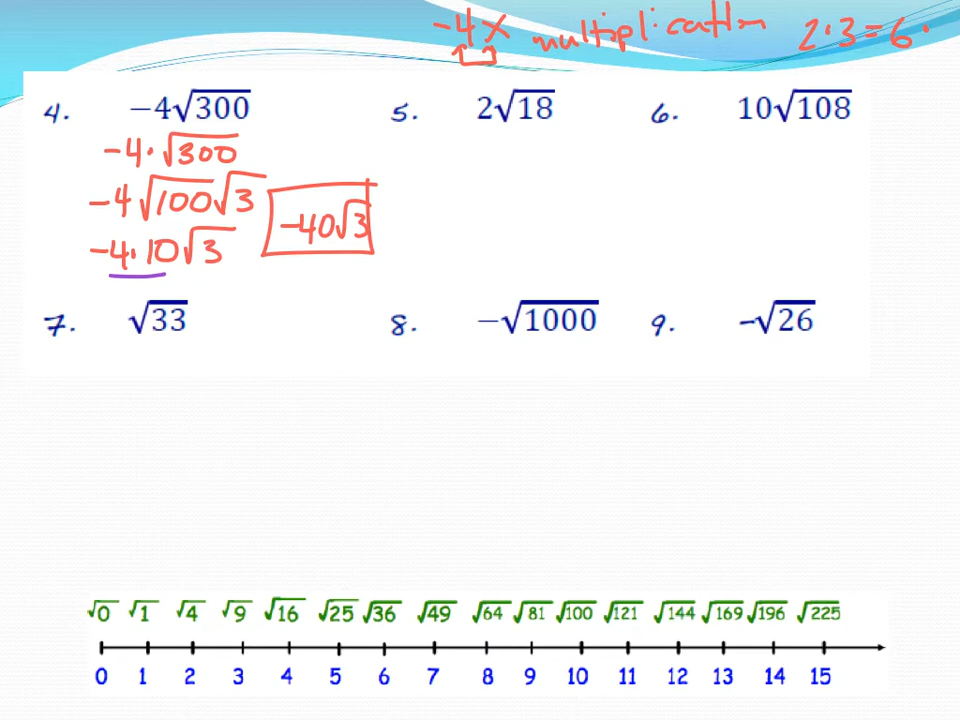 -4x multiplication 2·3=6·
4. −4√300 5. 2√18 6. 10√108
-4·√300
-4√100√3
-40√3
-4·10√3
7. √33 8. −√1000 9. -√26
√0 √1 √4 √9 √16 √25 √36 √49 √64 √81 √100 √121 √144 √169 √196 √225
0 1 2 3 4 5 6 7 8 9 10 11 12 13 14 15